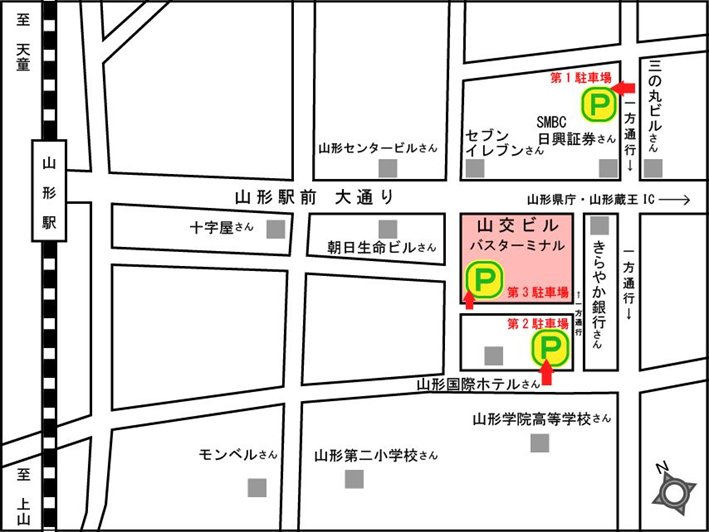 至 天童
第1駐車場
P
三の丸ビルさん
SMBC
日興証券さん
一方通行→
セブン
イレブンさん
山形センタービルさん
山形駅
山形駅前 大通り
山形県庁・山形蔵王IC→
十字屋さん
朝日生命ビルさん
山交ビル
バスターミナル
P
第3駐車場
きらやか銀行さん
一方通行→
←一方通行
第2駐車場
P
山形国際ホテルさん
山形学院高等学校さん
モンベルさん
山形第二小学校さん
至 上山
N